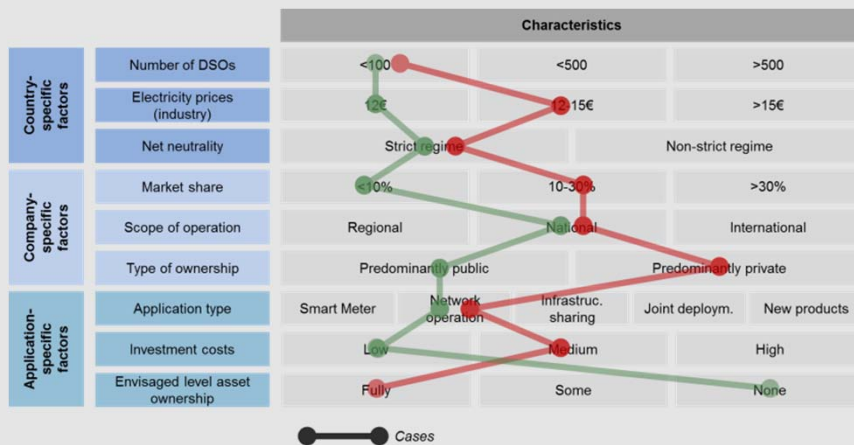 Characteristics
Country-
specific
factors
Number of DSOs
<100
<500
>500
Electricity prices
(industry)
12€
12-15€
>15€
Net neutrality
Strict regime
Non-strict regime
Company-
specific
factors
Market share
<10%
10-30%
>30%
Scope of operation
Regional
National
International
Type of ownership
Predominantly public
Predominantly private
Application-
specific
factors
Application type
Smart Meter
Network
operation
Infrastruc.
sharing
Joint deploym.
New products
Investment costs
Low
Medium
High
Envisaged level asset
ownership
Fully
Some
None
Cases